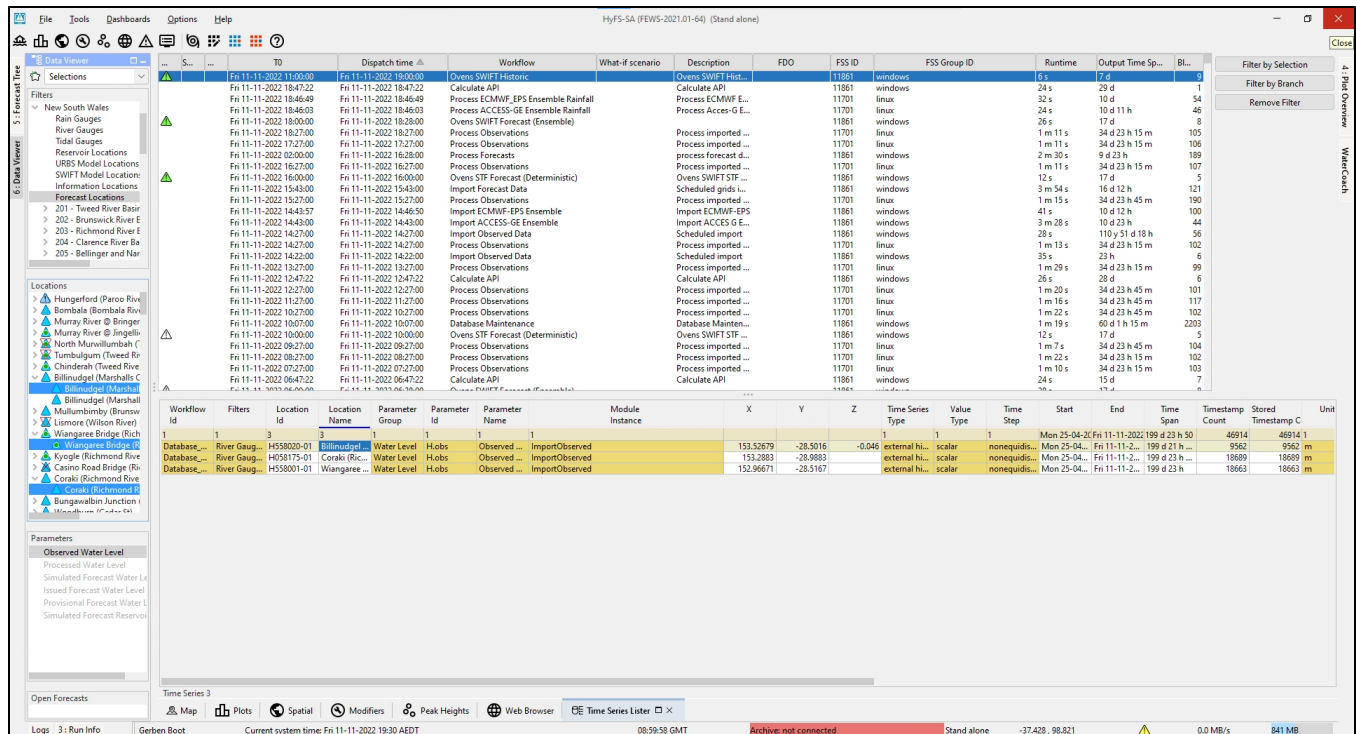 File Tools Dashboards Options Help HyFS-SA (FEWS-2021.01-64) (Stand alone)
Close
5 : Forecast Tree
6 : Data Viewer
Data Viewer
Selections
Filters
New South Wales
Rain Gauges
River Gauges
Tidal Gauges
Reservoir Locations
URBS Model Locations
SWIFT Model Locations
Information Locations
Forecast Locations
201 - Tweed River Basin
202 - Brunswick River
203 - Richmond River
204 - Clarence River Ba
205 - Bellinger and Nar
Locations
Hungerford (Paroo Rive
Bombala (Bombala Rive
Murray River @ Bringer
Murray River @ Jingelli
North Murwillumbah
Tumbulgum (Tweed Ri
Chinderah (Tweed Rive
Billinudgel (Marshalls C
Billinudgel (Marshall
Billinudgel (Marshall
Mullumbimby (Brunsw
Lismore (Wilson River)
Wiangaree Bridge (Rich
Wiangaree Bridge (R
Kyogle (Richmond Rive
Casino Road Bridge (Ri
Coraki (Richmond Rive
Coraki (Richmond R
Bungawalbin Junction
Woodburn (Cedar St)
Parameters
Observed Water Level
Processed Water Level
Simulated Forecast Water Le
Issued Forecast Water Level
Provisional Forecast Water L
Simulated Forecast Reservoi
Open Forecasts
... S... ... T0 Dispatch time Workflow What-if scenario Description FDO FSS ID FSS Group ID Runtime Output Time Sp... Bl...
Fri 11-11-2022 11:00:00 Fri 11-11-2022 19:00:00 Ovens SWIFT Historic Ovens SWIFT Hist... 11861 windows 6 s 7 d 9
Fri 11-11-2022 18:47:22 Fri 11-11-2022 18:47:22 Calculate API Calculate API 11861 windows 24 s 29 d 1
Fri 11-11-2022 18:46:49 Fri 11-11-2022 18:46:49 Process ECMWF_EPS Ensemble Rainfall Process ECMWF E... 11701 linux 32 s 10 d 54
Fri 11-11-2022 18:46:03 Fri 11-11-2022 18:46:03 Process ACCESS-GE Ensemble Rainfall Process Acces-G E... 11701 linux 24 s 10 d 11 h 46
Fri 11-11-2022 18:00:00 Fri 11-11-2022 18:28:00 Ovens SWIFT Forecast (Ensemble) 11861 windows 26 s 17 d 8
Fri 11-11-2022 18:27:00 Fri 11-11-2022 18:27:00 Process Observations Process imported ... 11701 linux 1 m 11 s 34 d 23 h 15 m 105
Fri 11-11-2022 17:27:00 Fri 11-11-2022 17:27:00 Process Observations Process imported ... 11701 linux 1 m 11 s 34 d 23 h 15 m 106
Fri 11-11-2022 02:00:00 Fri 11-11-2022 16:28:00 Process Forecasts process forecast d... 11861 windows 2 m 30 s 9 d 23 h 189
Fri 11-11-2022 16:27:00 Fri 11-11-2022 16:27:00 Process Observations Process imported ... 11701 linux 1 m 11 s 34 d 23 h 15 m 107
Fri 11-11-2022 16:00:00 Fri 11-11-2022 16:00:00 Ovens STF Forecast (Deterministic) Ovens SWIFT STF ... 11861 windows 12 s 17 d 5
Fri 11-11-2022 15:43:00 Fri 11-11-2022 15:43:00 Import Forecast Data Scheduled grids i... 11861 windows 3 m 54 s 16 d 12 h 121
Fri 11-11-2022 15:27:00 Fri 11-11-2022 15:27:00 Process Observations Process imported ... 11701 linux 1 m 15 s 34 d 23 h 45 m 190
Fri 11-11-2022 14:43:57 Fri 11-11-2022 14:46:50 Import ECMWF-EPS Ensemble Import ECMWF-EPS 11861 windows 41 s 10 d 12 h 100
Fri 11-11-2022 14:43:00 Fri 11-11-2022 14:43:00 Import ACCESS-GE Ensemble Import ACCES G E... 11861 windows 3 m 28 s 10 d 23 h 44
Fri 11-11-2022 14:27:00 Fri 11-11-2022 14:27:00 Import Observed Data Scheduled import 11861 windows 28 s 110 y 51 d 18 h 56
Fri 11-11-2022 14:27:00 Fri 11-11-2022 14:27:00 Process Observations Process imported ... 11701 linux 1 m 13 s 34 d 23 h 15 m 102
Fri 11-11-2022 14:22:00 Fri 11-11-2022 14:22:00 Import Observed Data Scheduled import 11861 windows 35 s 23 h 6
Fri 11-11-2022 13:27:00 Fri 11-11-2022 13:27:00 Process Observations Process imported ... 11701 linux 1 m 29 s 34 d 23 h 15 m 99
Fri 11-11-2022 12:47:22 Fri 11-11-2022 12:47:22 Calculate API Calculate API 11861 windows 26 s 28 d 6
Fri 11-11-2022 12:27:00 Fri 11-11-2022 12:27:00 Process Observations Process imported ... 11701 linux 1 m 20 s 34 d 23 h 45 m 101
Fri 11-11-2022 11:27:00 Fri 11-11-2022 11:27:00 Process Observations Process imported ... 11701 linux 1 m 16 s 34 d 23 h 45 m 117
Fri 11-11-2022 10:27:00 Fri 11-11-2022 10:27:00 Process Observations Process imported ... 11701 linux 1 m 22 s 34 d 23 h 45 m 102
Fri 11-11-2022 10:07:00 Fri 11-11-2022 10:07:00 Database Maintenance Database Mainten... 11861 windows 1 m 19 s 60 d 1 h 15 m 2203
Fri 11-11-2022 10:00:00 Fri 11-11-2022 10:00:00 Ovens STF Forecast (Deterministic) Ovens SWIFT STF ... 11861 windows 12 s 17 d 5
Fri 11-11-2022 09:27:00 Fri 11-11-2022 09:27:00 Process Observations Process imported ... 11701 linux 1 m 7 s 34 d 23 h 45 m 104
Fri 11-11-2022 08:27:00 Fri 11-11-2022 08:27:00 Process Observations Process imported ... 11701 linux 1 m 22 s 34 d 23 h 15 m 102
Fri 11-11-2022 07:27:00 Fri 11-11-2022 07:27:00 Process Observations Process imported ... 11701 linux 1 m 10 s 34 d 23 h 15 m 103
Fri 11-11-2022 06:47:22 Fri 11-11-2022 06:47:22 Calculate API Calculate API 11861 windows 24 s 15 d 7
Filter by Selection
Filter by Branch
Remove Filter
4 : Plot Overview
WaterCoach
Workflow Filters Location Location Parameter Parameter Parameter Module X Y Z Time Series Value Time Start End Time Timestamp Stored Unit
Id Id Name Group Id Name Instance Type Type Step Span Count Timestamp C
1 1 3 3 1 1 1 1 1 1 1 Mon 25-04-2( Fri 11-11-2022 199 d 23 h 50 46914 46914 1
Database_... River Gaug... H558020-01 Billinudgel ... Water Level H.obs Observed ... ImportObserved 153.52679 -28.5016 -0.046 external hi... scalar nonequidis... Mon 25-04... Fri 11-11-2... 199 d 21 h ... 9562 9562 m
Database_... River Gaug... H058175-01 Coraki (Ric... Water Level H.obs Observed ... ImportObserved 153.2883 -28.9883 external hi... scalar nonequidis... Mon 25-04... Fri 11-11-2... 199 d 23 h ... 18689 18689 m
Database_... River Gaug... H558001-01 Wiangaree ... Water Level H.obs Observed ... ImportObserved 152.96671 -28.5167 external hi... scalar nonequidis... Mon 25-04... Fri 11-11-2... 199 d 23 h 18663 18663 m
Time Series 3
Map Plots Spatial Modifiers Peak Heights Web Browser Time Series Lister
Logs 3 : Run Info Gerben Boot Current system time: Fri 11-11-2022 19:30 AEDT 08:59:58 GMT Archive: not connected Stand alone -37.428 , 98.821 0.0 MB/s 841 MB